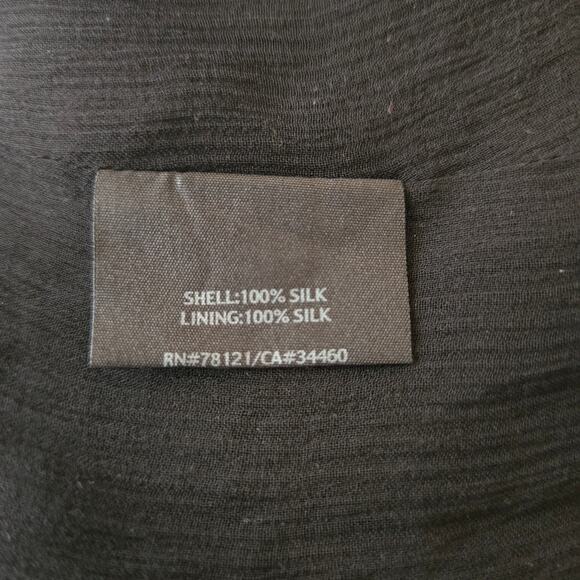 SHELL:100% SILK
LINING:100% SILK
RN#78121/CA#34460